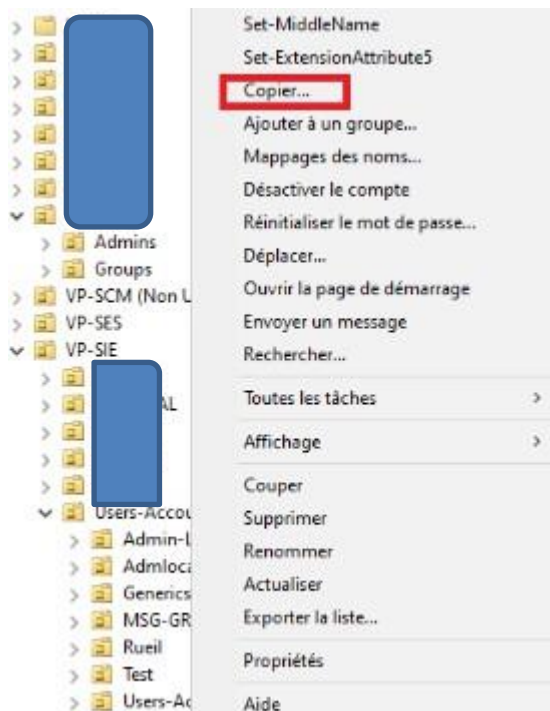 Admins
Groups
VP-SCM (Non U
VP-SES
VP-SIE
AL
Users-Accou
Admin-L
Admloca
Generics
MSG-GR
Rueil
Test
Users-Ac
Set-MiddleName
Set-ExtensionAttribute5
Copier...
Ajouter à un groupe...
Mappages des noms...
Désactiver le compte
Réinitialiser le mot de passe...
Déplacer...
Ouvrir la page de démarrage
Envoyer un message
Rechercher...
Toutes les tâches
Affichage
Couper
Supprimer
Renommer
Actualiser
Exporter la liste...
Propriétés
Aide